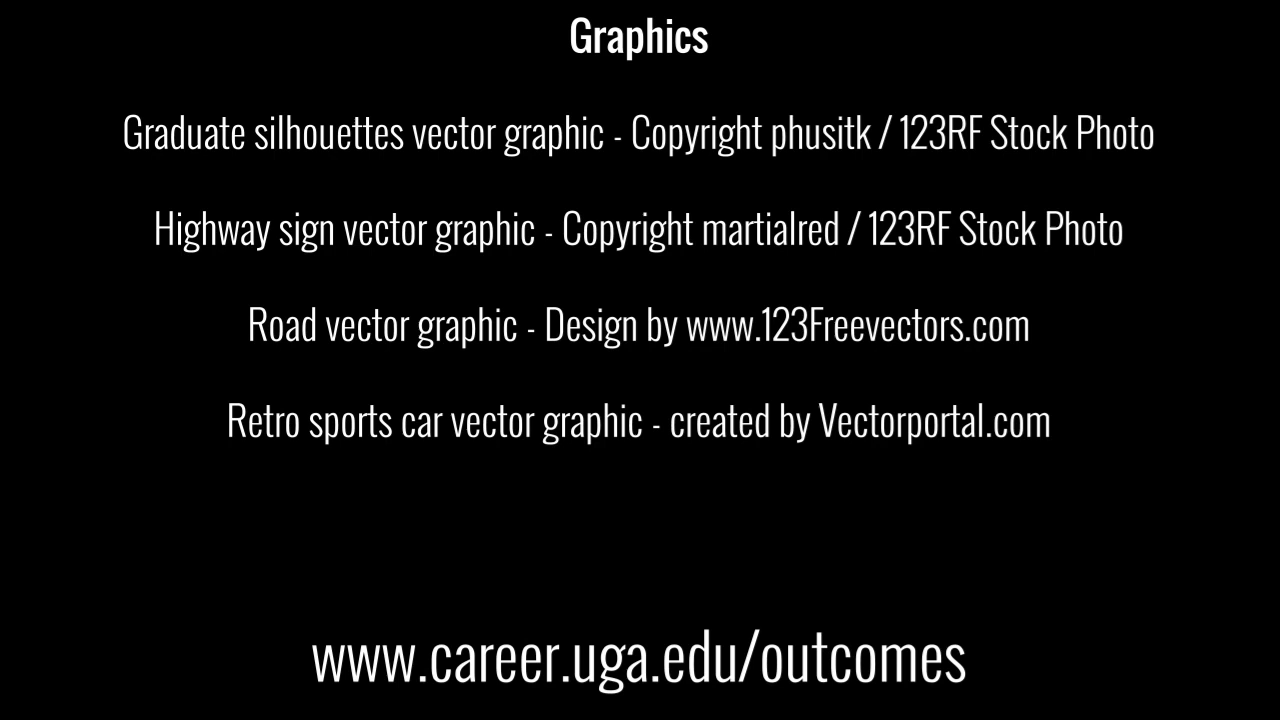 Graphics
Graduate silhouettes vector graphic - Copyright phusitk / 123RF Stock Photo
Highway sign vector graphic - Copyright martialred / 123RF Stock Photo
Road vector graphic - Design by www.123Freevectors.com
Retro sports car vector graphic - created by Vectorportal.com
www.career.uga.edu/outcomes